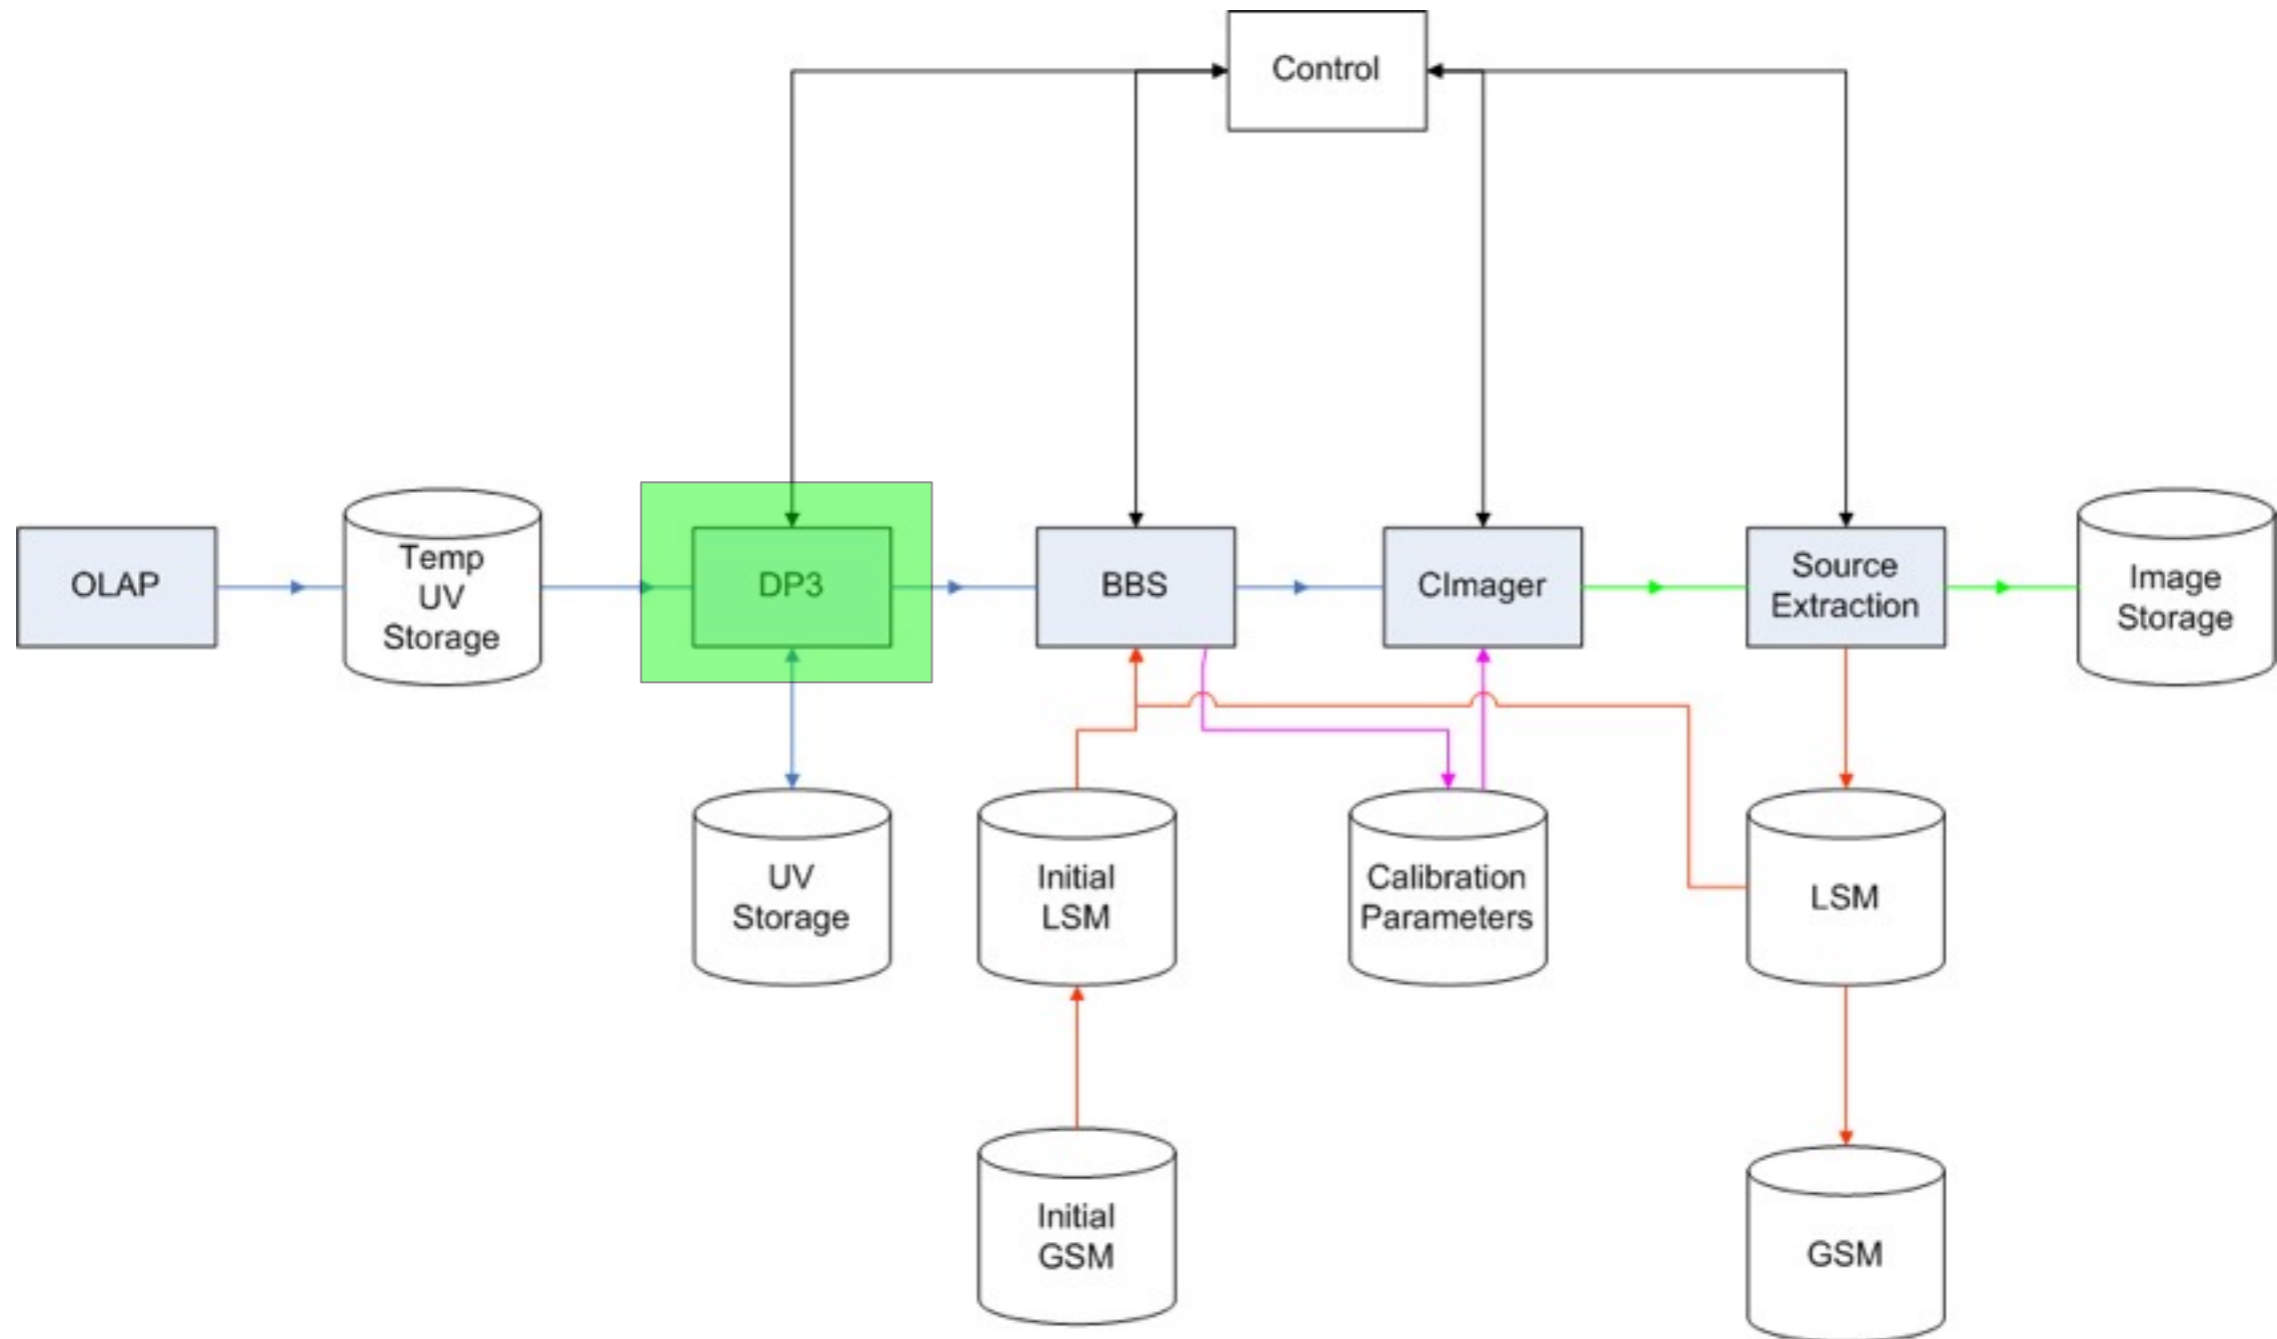 Control
OLAP
Temp
UV
Storage
DP3
BBS
CImager
Source
Extraction
Image
Storage
UV
Storage
Initial
LSM
Calibration
Parameters
LSM
Initial
GSM
GSM